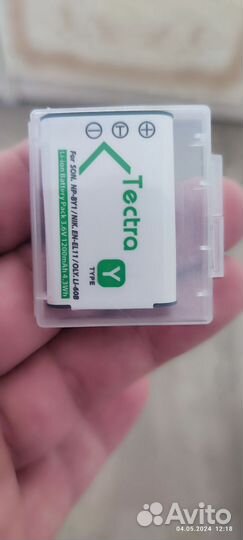 Tectra
Y
TYPE
For SON. NP-BY1/NIK.EN-EL11/OLY.LI-60B
Li-ion Battery Pack 3.6V 1200mAh 4.3Wh
04.05.2024 12:18
Avito